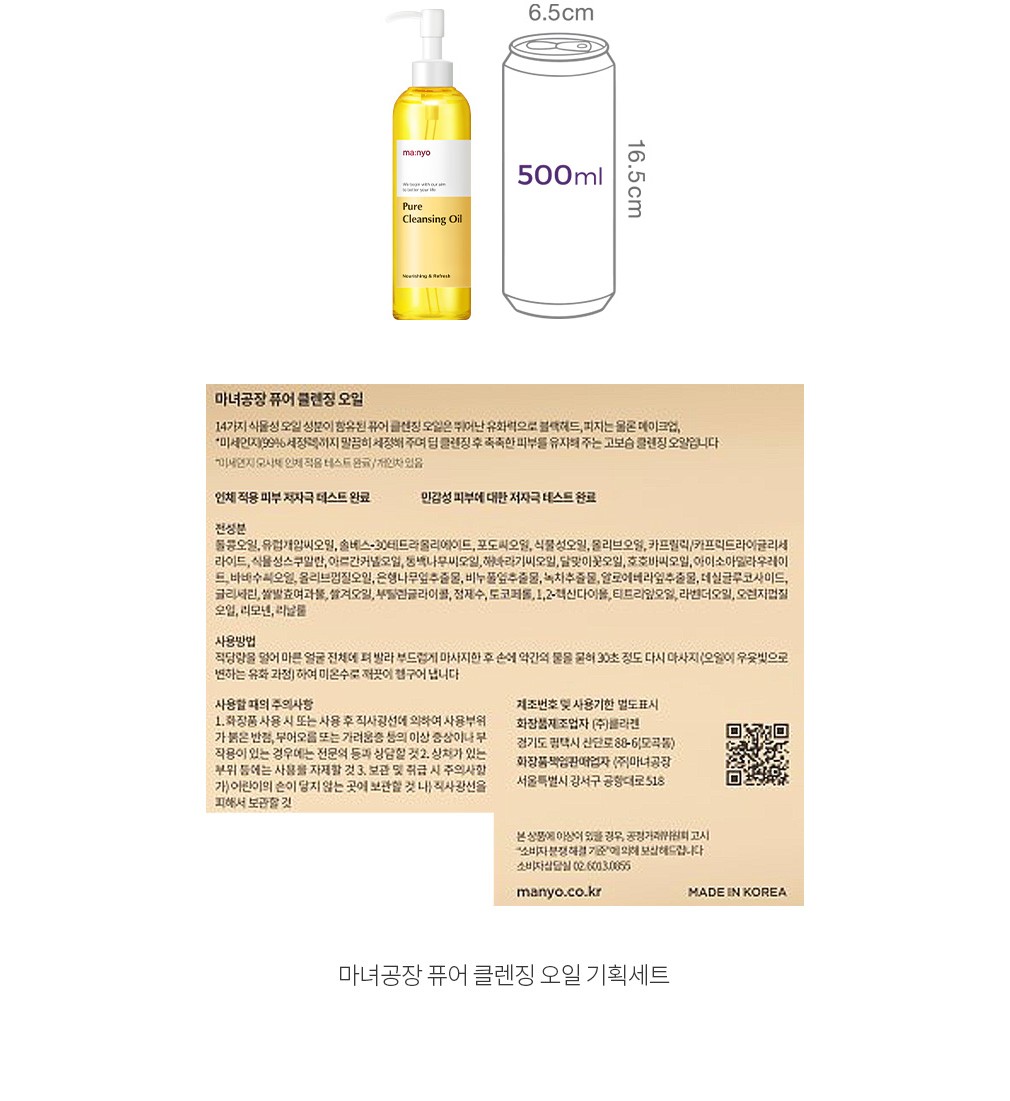 6.5cm
16.5cm
500ml
ma:nyo
We begin with our aim
to better your life
Pure
Cleansing Oil
Nourishing & Refresh
마녀공장 퓨어 클렌징 오일
14가지 식물성 오일 성분이 함유된 퓨어 클렌징 오일은 뛰어난 유화력으로 블랙헤드, 피지는 물론 메이크업,
*미세먼지(99% 세정력)까지 말끔히 세정해 주며 딥 클렌징 후 촉촉한 피부를 유지해 주는 고보습 클렌징 오일입니다
*미세먼지 모사체 인체 적용 테스트 완료 / 개인차 있음
인체 적용 피부 저자극 테스트 완료
민감성 피부에 대한 저자극 테스트 완료
전성분
돌콩오일, 유럽개암씨오일, 솔베스-30테트라올리에이트, 포도씨오일, 식물성오일, 올리브오일, 카프릴릭/카프릭트라이글리세
라이드, 식물성스쿠알란, 아르간커넬오일, 동백나무씨오일, 해바라기씨오일, 달맞이꽃오일, 호호바씨오일, 아이소아밀라우레이
트, 바바수씨오일, 올리브껍질오일, 은행나무잎추출물, 비누풀잎추출물, 녹차추출물, 알로에베라잎추출물, 데실글루코사이드,
글리세린, 쌀발효여과물, 쌀겨오일, 부틸렌글라이콜, 정제수, 토코페롤, 1,2-헥산다이올, 티트리잎오일, 라벤더오일, 오렌지껍질
오일, 리모넨, 리날룰
사용방법
적당량을 덜어 마른 얼굴 전체에 펴 발라 부드럽게 마사지한 후 손에 약간의 물을 묻혀 30초 정도 다시 마사지 (오일이 우윳빛으로
변하는 유화 과정) 하여 미온수로 깨끗이 헹구어 냅니다
사용할 때의 주의사항
1. 화장품 사용 시 또는 사용 후 직사광선에 의하여 사용부위
가 붉은 반점, 부어오름 또는 가려움증 등의 이상 증상이나 부
작용이 있는 경우에는 전문의 등과 상담할 것 2. 상처가 있는
부위 등에는 사용을 자제할 것 3. 보관 및 취급 시 주의사항
가) 어린이의 손이 닿지 않는 곳에 보관할 것 나) 직사광선을
피해서 보관할 것
제조번호 및 사용기한 별도표시
화장품제조업자 (주)콜라겐
경기도 평택시 산단로 88-6(모곡동)
화장품책임판매업자 (주)마녀공장
서울특별시 강서구 공항대로 518
본 상품에 이상이 있을 경우, 공정거래위원회 고시
"소비자 분쟁 해결 기준"에 의해 보상해드립니다
소비자상담실 02.6013.0855
manyo.co.kr
MADE IN KOREA
마녀공장 퓨어 클렌징 오일 기획세트